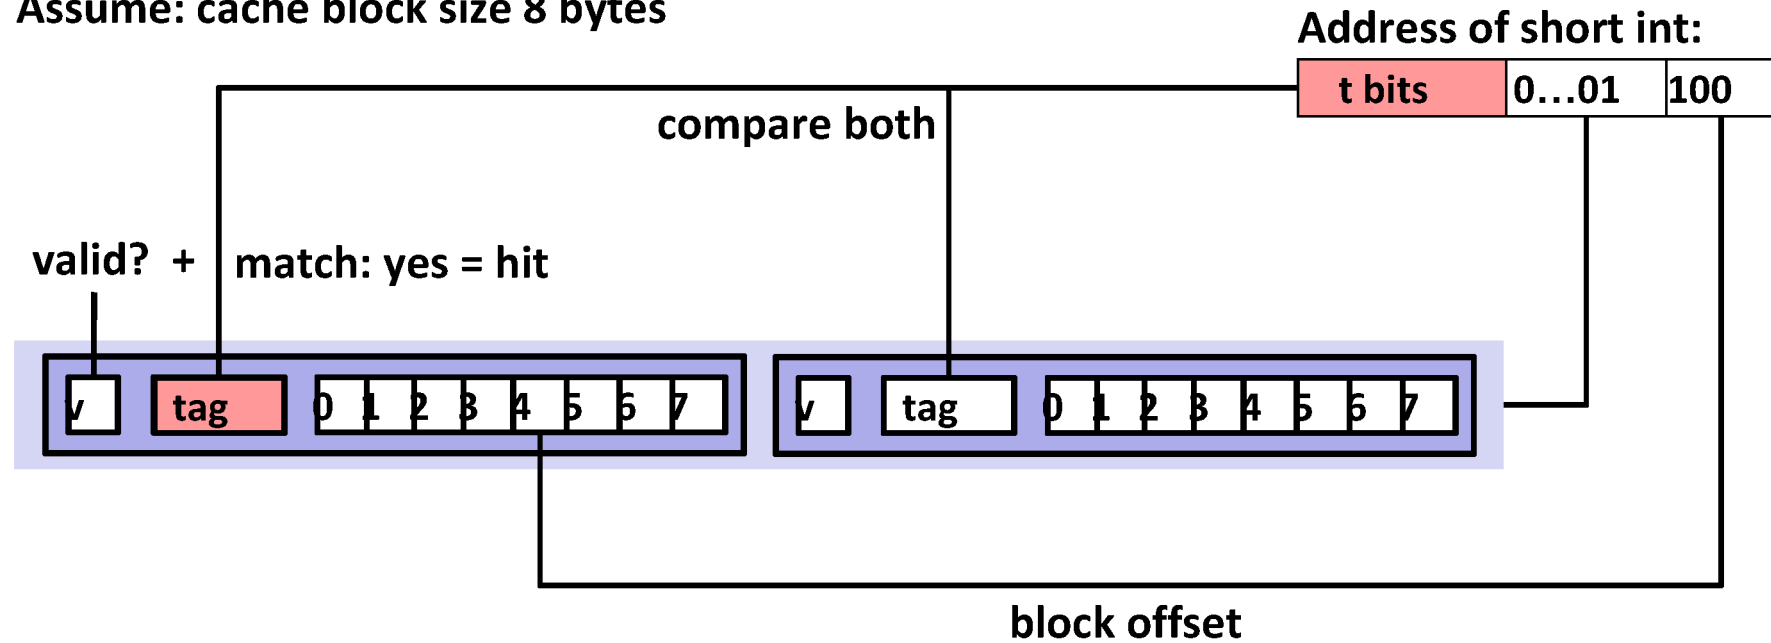 Assume: cache block size 8 bytes
Address of short int:
t bits 0...01 100
compare both
valid? + match: yes = hit
v tag 0 1 2 3 4 5 6 7 v tag 0 1 2 3 4 5 6 7
block offset